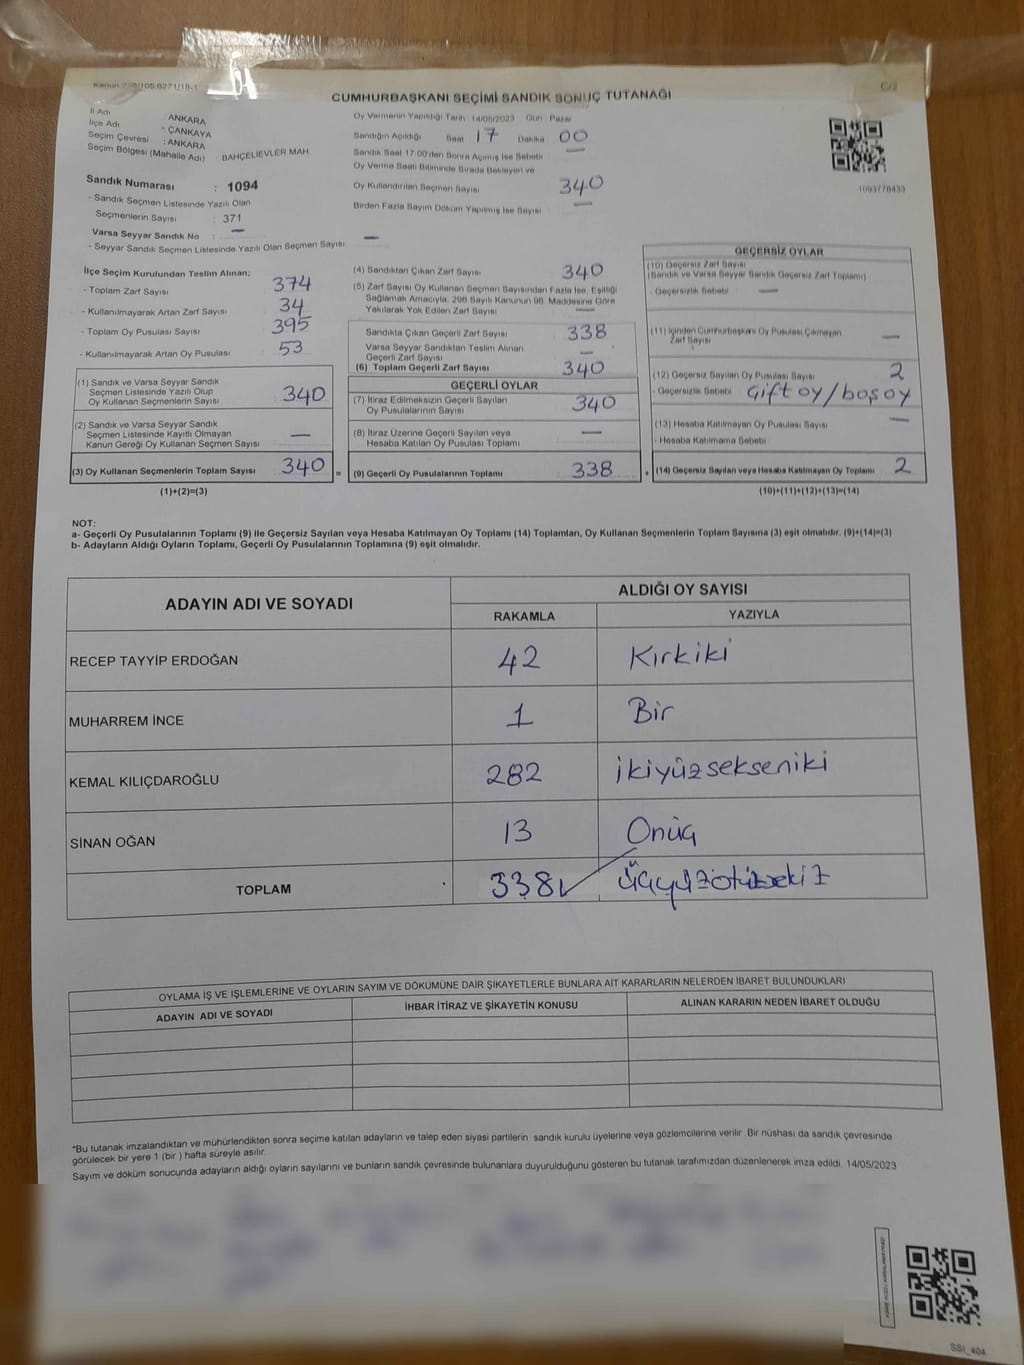 CUMHURBAŞKANI SEÇİMİ SANDIK SONUÇ TUTANAĞI
C/2
İl Adı
ANKARA
İlçe Adı
- ÇANKAYA
Seçim Çevresi : ANKARA
Seçim Bölgesi (Mahalle Adı) BAHÇELİEVLER MAH.
Sandık Numarası : 1094
- Sandık Seçmen Listesinde Yazılı Olan
Seçmenlerin Sayısı : 371
Varsa Seyyar Sandık No : —
- Seyyar Sandık Seçmen Listesinde Yazılı Olan Seçmen Sayısı: —
Oy Vermenin Yapıldığı Tarih :14/05/2023 Gün : Pazar
Sandığın Açıldığı Saat 17 Dakika 00
Sandık Saat 17:00'den Sonra Açılmış İse Sebebi —
Oy Verme Saati Bitiminde Sırada Bekleyen ve
Oy Kullandırılan Seçmen Sayısı 340
Birden Fazla Sayım Döküm Yapılmış İse Sayısı —
1093778433
İlçe Seçim Kurulundan Teslim Alınan;
- Toplam Zarf Sayısı 374
- Kullanılmayarak Artan Zarf Sayısı 34
- Toplam Oy Pusulası Sayısı 395
- Kullanılmayarak Artan Oy Pusulası 53
(1) Sandık ve Varsa Seyyar Sandık
Seçmen Listesinde Yazılı Olup
Oy Kullanan Seçmenlerin Sayısı 340
(2) Sandık ve Varsa Seyyar Sandık
Seçmen Listesinde Kayıtlı Olmayan
Kanun Gereği Oy Kullanan Seçmen Sayısı —
(3) Oy Kullanan Seçmenlerin Toplam Sayısı 340 =
(1)+(2)=(3)
(4) Sandıktan Çıkan Zarf Sayısı 340
(5) Zarf Sayısı Oy Kullanan Seçmen Sayısından Fazla İse, Eşitliği
Sağlamak Amacıyla, 298 Sayılı Kanunun 98. Maddesine Göre
Yakılarak Yok Edilen Zarf Sayısı —
Sandıkta Çıkan Geçerli Zarf Sayısı 338
Varsa Seyyar Sandıktan Teslim Alınan
Geçerli Zarf Sayısı —
(6) Toplam Geçerli Zarf Sayısı 340
GEÇERLİ OYLAR
(7) İtiraz Edilmeksizin Geçerli Sayılan
Oy Pusulalarının Sayısı 340
(8) İtiraz Üzerine Geçerli Sayılan veya
Hesaba Katılan Oy Pusulası Toplamı —
(9) Geçerli Oy Pusulalarının Toplamı 338 +
GEÇERSİZ OYLAR
(10) Geçersiz Zarf Sayısı
(Sandık ve Varsa Seyyar Sandık Geçersiz Zarf Toplamı)
- Geçersizlik Sebebi —
(11) İçinden Cumhurbaşkanı Oy Pusulası Çıkmayan
Zarf Sayısı —
(12) Geçersiz Sayılan Oy Pusulası Sayısı 2
- Geçersizlik Sebebi Çift oy/boş oy
(13) Hesaba Katılmayan Oy Pusulası Sayısı —
- Hesaba Katılmama Sebebi
(14) Geçersiz Sayılan veya Hesaba Katılmayan Oy Toplamı 2
(10)+(11)+(12)+(13)=(14)
NOT:
a- Geçerli Oy Pusulalarının Toplamı (9) ile Geçersiz Sayılan veya Hesaba Katılmayan Oy Toplamı (14) Toplamları, Oy Kullanan Seçmenlerin Toplam Sayısına (3) eşit olmalıdır. (9)+(14)=(3)
b- Adayların Aldığı Oyların Toplamı, Geçerli Oy Pusulalarının Toplamına (9) eşit olmalıdır.
ADAYIN ADI VE SOYADI
ALDIĞI OY SAYISI
RAKAMLA YAZIYLA
RECEP TAYYİP ERDOĞAN 42 Kırkiki
MUHARREM İNCE 1 Bir
KEMAL KILIÇDAROĞLU 282 ikiyüzsekseniki
SİNAN OĞAN 13 Onüç
TOPLAM 338 üçyüzotuzsekiz
OYLAMA İŞ VE İŞLEMLERİNE VE OYLARIN SAYIM VE DÖKÜMÜNE DAİR ŞİKAYETLERLE BUNLARA AİT KARARLARIN NELERDEN İBARET BULUNDUKLARI
ADAYIN ADI VE SOYADI İHBAR İTİRAZ VE ŞİKAYETİN KONUSU ALINAN KARARIN NEDEN İBARET OLDUĞU
*Bu tutanak imzalandıktan ve mühürlendikten sonra seçime katılan adayların ve talep eden siyasi partilerin sandık kurulu üyelerine veya gözlemcilerine verilir. Bir nüshası da sandık çevresinde
görülecek bir yere 1 (bir ) hafta süreyle asılır.
Sayım ve döküm sonucunda adayların aldığı oyların sayılarını ve bunların sandık çevresinde bulunanlara duyurulduğunu gösteren bu tutanak tarafımızdan düzenlenerek imza edildi. 14/05/2023
SSI_404